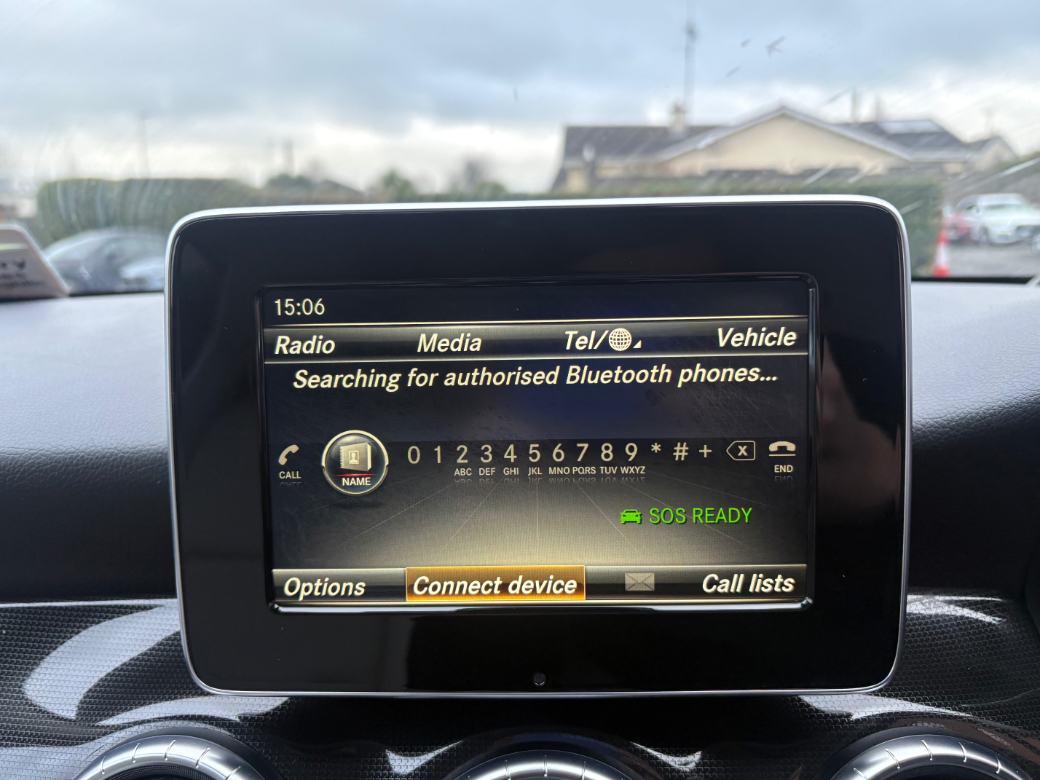 15:06
Radio Media Tel/ Vehicle
Searching for authorised Bluetooth phones...
CALL NAME 0 1 2 3 4 5 6 7 8 9 * # + x END
ABC DEF GHI JKL MNO PQRS TUV WXYZ
SOS READY
Options Connect device Call lists